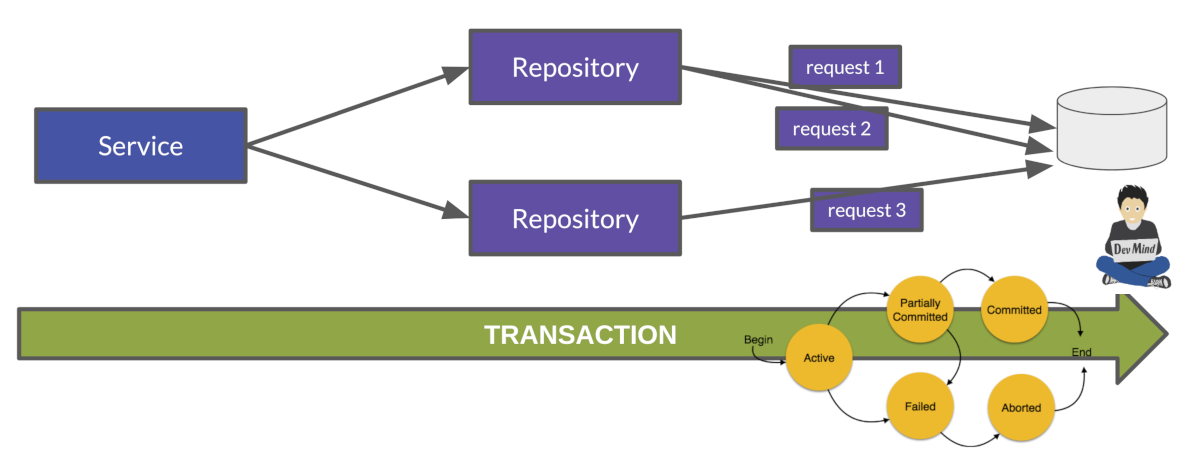 Repository
request 1
Service
request 2
Repository
request 3
Dev Mind
TRANSACTION
Begin
Active
Partially
Committed
Committed
End
Failed
Aborted